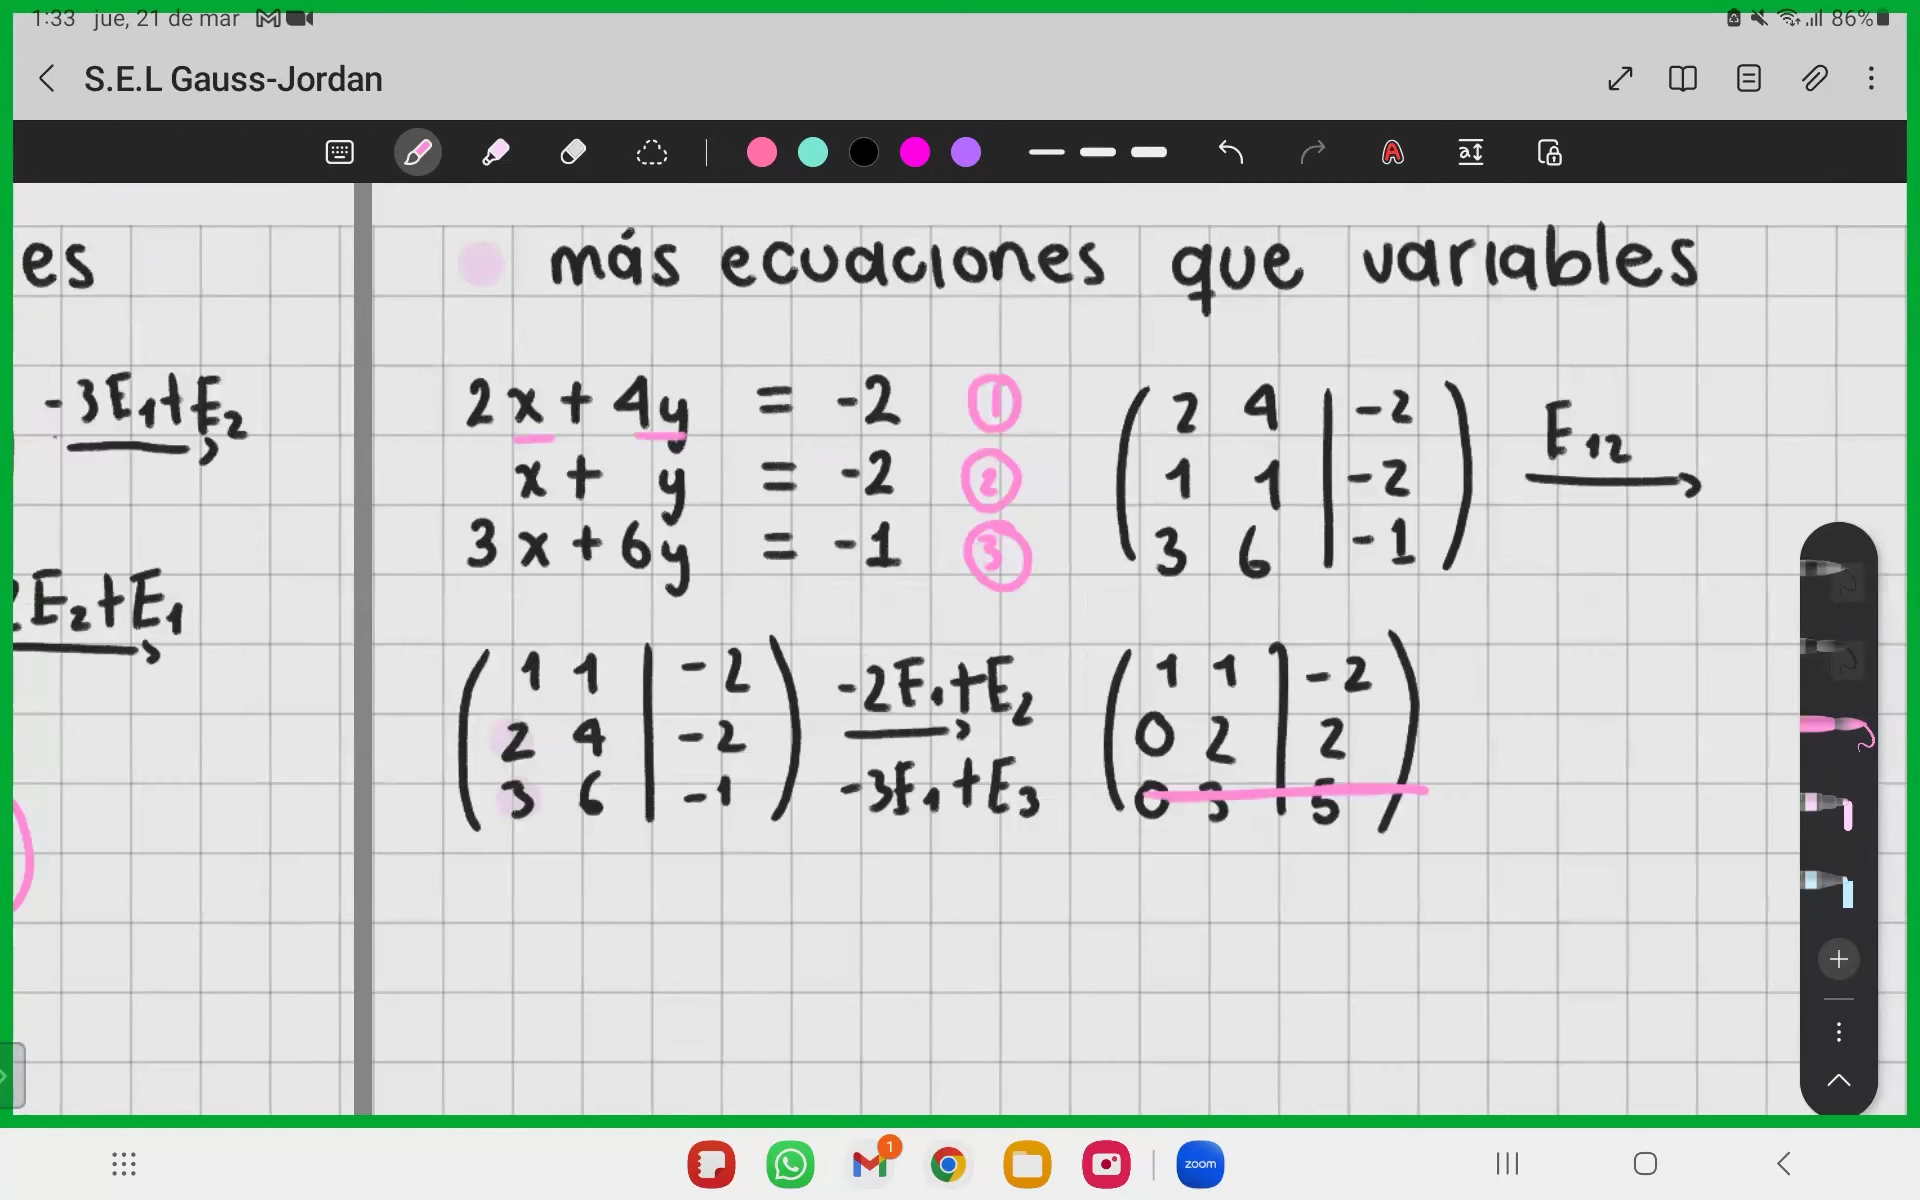 1:33 jue, 21 de mar 86%
S.E.L Gauss-Jordan
A a
es
más ecuaciones que variables
-3E₁+E₂
2x + 4y = -2 ①
x + y = -2 ②
3x + 6y = -1 ③
( 2 4 | -2 )
( 1 1 | -2 )
( 3 6 | -1 )
E₁₂
E₂+E₁
( 1 1 | -2 )
( 2 4 | -2 )
( 3 6 | -1 )
-2E₁+E₂
-3E₁+E₃
( 1 1 | -2 )
( 0 2 | 2 )
( 0 3 | 5 )
1
zoom